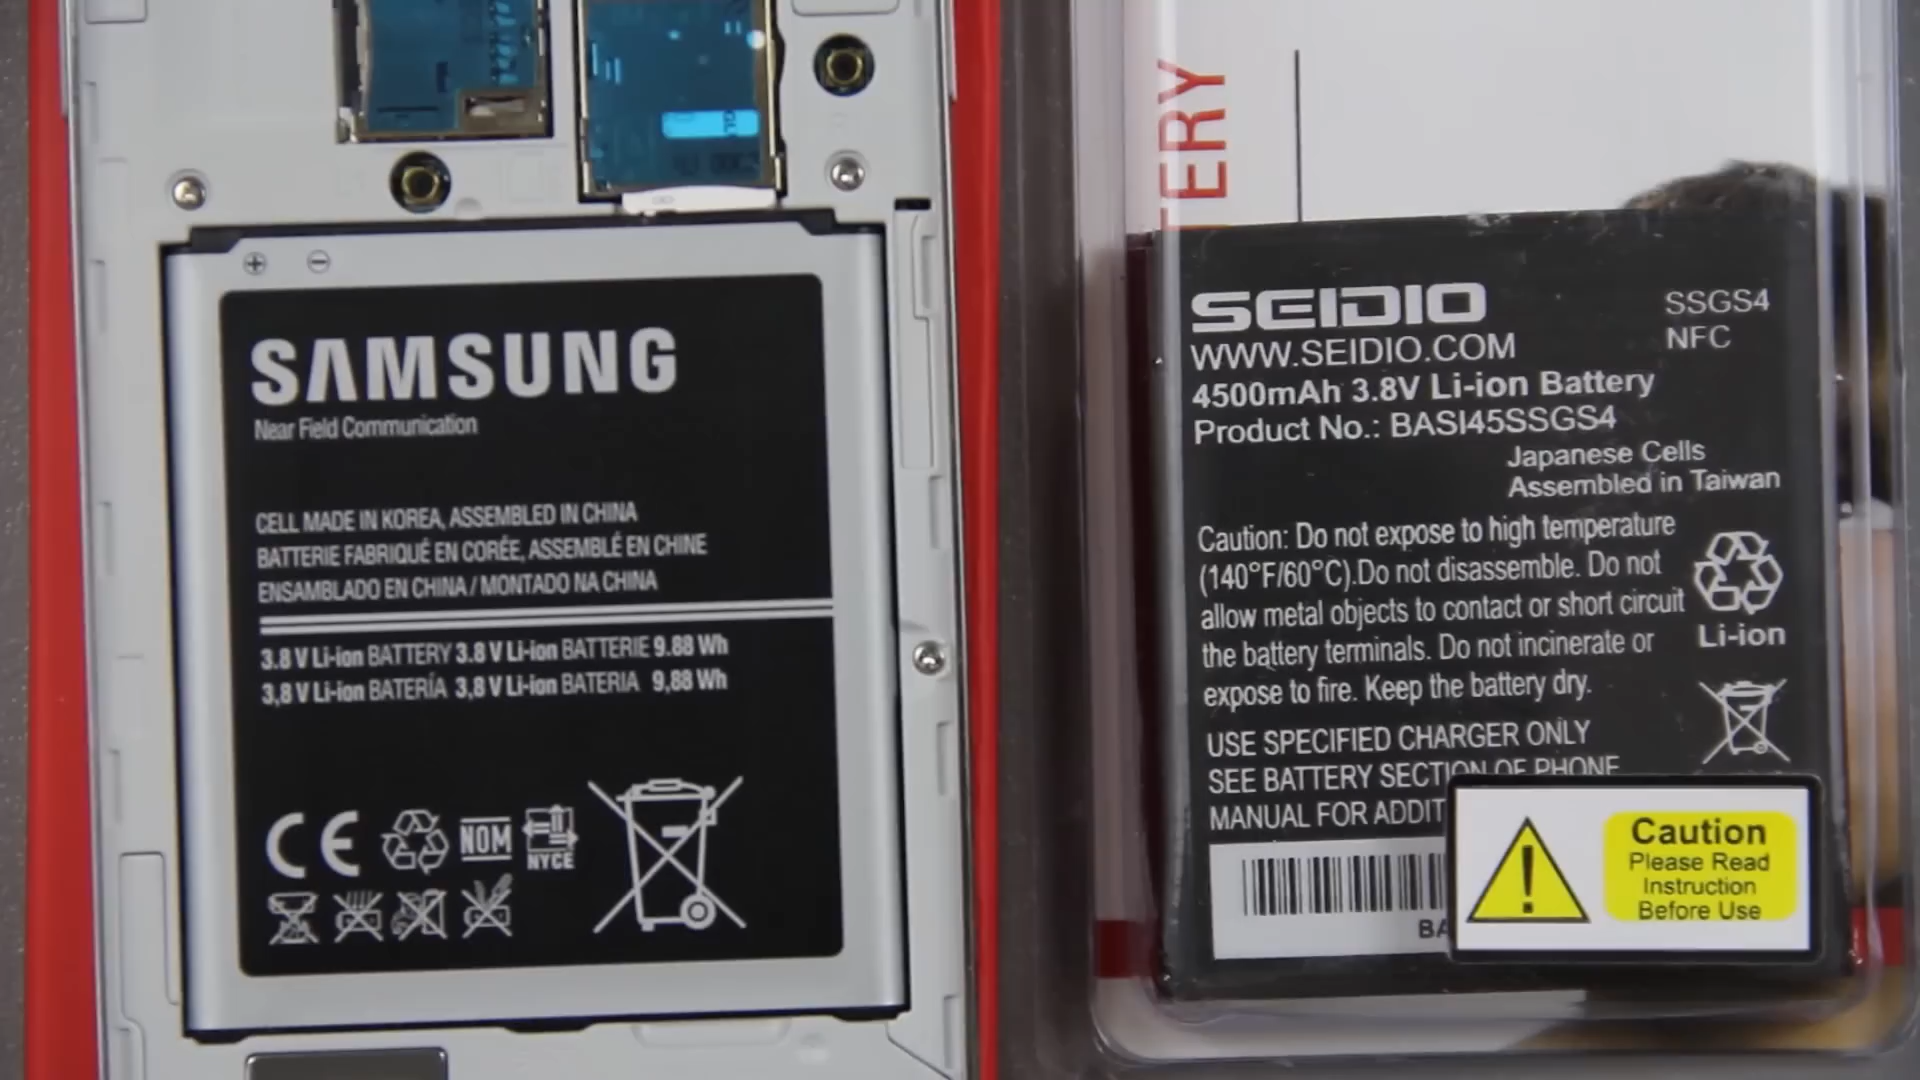 SAMSUNG
Near Field Communication
CELL MADE IN KOREA, ASSEMBLED IN CHINA
BATTERIE FABRIQUÉ EN CORÉE, ASSEMBLÉ EN CHINE
ENSAMBLADO EN CHINA / MONTADO NA CHINA
3.8 V Li-ion BATTERY 3.8 V Li-ion BATTERIE 9.88 Wh
3,8 V Li-ion BATERÍA 3,8 V Li-ion BATERIA 9,88 Wh
CE
NOM
NYCE
TERY
SEIDIO
SSGS4
NFC
WWW.SEIDIO.COM
4500mAh 3.8V Li-ion Battery
Product No.: BASI45SSGS4
Japanese Cells
Assembled in Taiwan
Caution: Do not expose to high temperature
(140°F/60°C).Do not disassemble. Do not
allow metal objects to contact or short circuit
the battery terminals. Do not incinerate or
expose to fire. Keep the battery dry.
Li-ion
USE SPECIFIED CHARGER ONLY
SEE BATTERY SECTION OF PHONE
MANUAL FOR ADDIT
BA
Caution
Please Read
Instruction
Before Use